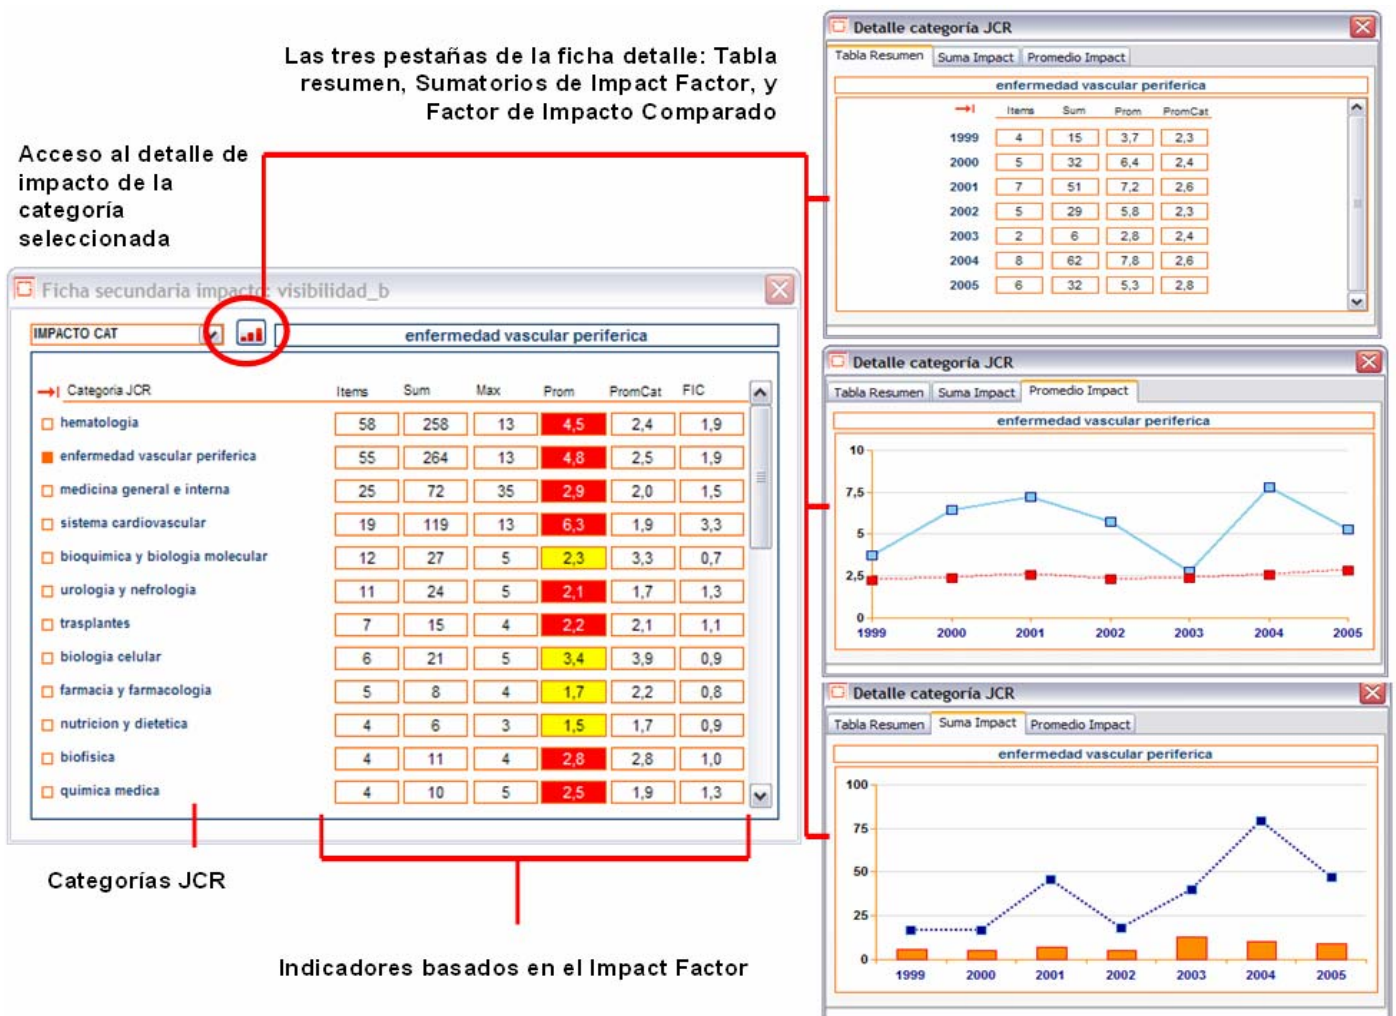 Las tres pestañas de la ficha detalle: Tabla
resumen, Sumatorios de Impact Factor, y
Factor de Impacto Comparado
Acceso al detalle de
impacto de la
categoría
seleccionada
Ficha secundaria impacto: visibilidad_b
IMPACTO CAT
enfermedad vascular periferica
Categoria JCR Items Sum Max Prom PromCat FIC
hematologia 58 258 13 4,5 2,4 1,9
enfermedad vascular periferica 55 264 13 4,8 2,5 1,9
medicina general e interna 25 72 35 2,9 2,0 1,5
sistema cardiovascular 19 119 13 6,3 1,9 3,3
bioquimica y biologia molecular 12 27 5 2,3 3,3 0,7
urologia y nefrologia 11 24 5 2,1 1,7 1,3
trasplantes 7 15 4 2,2 2,1 1,1
biologia celular 6 21 5 3,4 3,9 0,9
farmacia y farmacologia 5 8 4 1,7 2,2 0,8
nutricion y dietetica 4 6 3 1,5 1,7 0,9
biofisica 4 11 4 2,8 2,8 1,0
quimica medica 4 10 5 2,5 1,9 1,3
Categorías JCR
Indicadores basados en el Impact Factor
Detalle categoría JCR
Tabla Resumen Suma Impact Promedio Impact
enfermedad vascular periferica
Items Sum Prom PromCat
1999 4 15 3,7 2,3
2000 5 32 6,4 2,4
2001 7 51 7,2 2,6
2002 5 29 5,8 2,3
2003 2 6 2,8 2,4
2004 8 62 7,8 2,6
2005 6 32 5,3 2,8
Detalle categoría JCR
Tabla Resumen Suma Impact Promedio Impact
enfermedad vascular periferica
10
7,5
5
2,5
0
1999 2000 2001 2002 2003 2004 2005
Detalle categoría JCR
Tabla Resumen Suma Impact Promedio Impact
enfermedad vascular periferica
100
75
50
25
0
1999 2000 2001 2002 2003 2004 2005